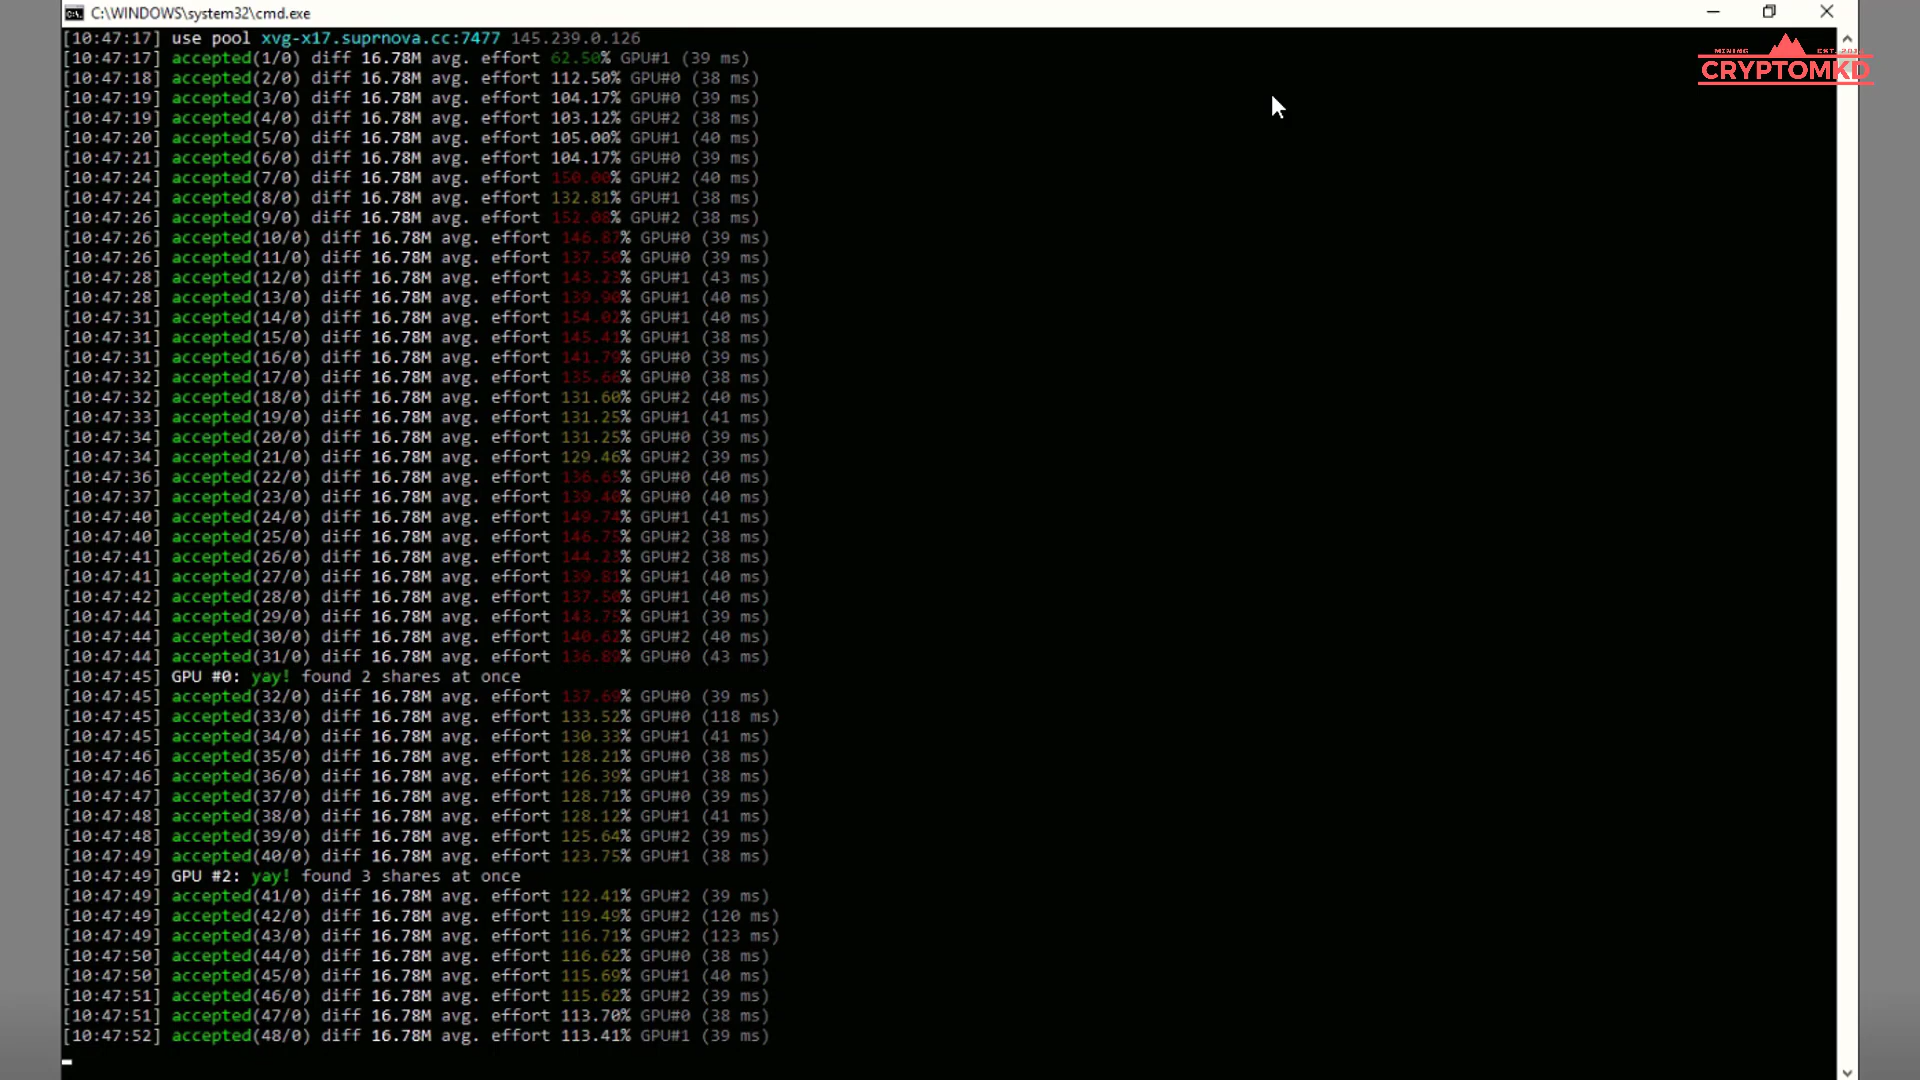 C:\WINDOWS\system32\cmd.exe
MINING
CRYPTOMKD
[10:47:17] use pool xvg-x17.suprnova.cc:7477 145.239.0.126
[10:47:17] accepted(1/0) diff 16.78M avg. effort 62.50% GPU#1 (39 ms)
[10:47:18] accepted(2/0) diff 16.78M avg. effort 112.50% GPU#0 (38 ms)
[10:47:19] accepted(3/0) diff 16.78M avg. effort 104.17% GPU#0 (39 ms)
[10:47:19] accepted(4/0) diff 16.78M avg. effort 103.12% GPU#2 (38 ms)
[10:47:20] accepted(5/0) diff 16.78M avg. effort 105.00% GPU#1 (40 ms)
[10:47:21] accepted(6/0) diff 16.78M avg. effort 104.17% GPU#0 (39 ms)
[10:47:24] accepted(7/0) diff 16.78M avg. effort 150.00% GPU#2 (40 ms)
[10:47:24] accepted(8/0) diff 16.78M avg. effort 132.81% GPU#1 (38 ms)
[10:47:26] accepted(9/0) diff 16.78M avg. effort 152.08% GPU#2 (38 ms)
[10:47:26] accepted(10/0) diff 16.78M avg. effort 146.87% GPU#0 (39 ms)
[10:47:26] accepted(11/0) diff 16.78M avg. effort 137.50% GPU#0 (39 ms)
[10:47:28] accepted(12/0) diff 16.78M avg. effort 143.23% GPU#1 (43 ms)
[10:47:28] accepted(13/0) diff 16.78M avg. effort 139.90% GPU#1 (40 ms)
[10:47:31] accepted(14/0) diff 16.78M avg. effort 154.02% GPU#1 (40 ms)
[10:47:31] accepted(15/0) diff 16.78M avg. effort 145.41% GPU#1 (38 ms)
[10:47:31] accepted(16/0) diff 16.78M avg. effort 141.79% GPU#0 (39 ms)
[10:47:32] accepted(17/0) diff 16.78M avg. effort 135.66% GPU#0 (38 ms)
[10:47:32] accepted(18/0) diff 16.78M avg. effort 131.60% GPU#2 (40 ms)
[10:47:33] accepted(19/0) diff 16.78M avg. effort 131.25% GPU#1 (41 ms)
[10:47:34] accepted(20/0) diff 16.78M avg. effort 131.25% GPU#0 (39 ms)
[10:47:34] accepted(21/0) diff 16.78M avg. effort 129.46% GPU#2 (39 ms)
[10:47:36] accepted(22/0) diff 16.78M avg. effort 136.65% GPU#0 (40 ms)
[10:47:37] accepted(23/0) diff 16.78M avg. effort 139.40% GPU#0 (40 ms)
[10:47:40] accepted(24/0) diff 16.78M avg. effort 149.74% GPU#1 (41 ms)
[10:47:40] accepted(25/0) diff 16.78M avg. effort 146.75% GPU#2 (38 ms)
[10:47:41] accepted(26/0) diff 16.78M avg. effort 144.23% GPU#2 (38 ms)
[10:47:41] accepted(27/0) diff 16.78M avg. effort 139.81% GPU#1 (40 ms)
[10:47:42] accepted(28/0) diff 16.78M avg. effort 137.50% GPU#1 (40 ms)
[10:47:44] accepted(29/0) diff 16.78M avg. effort 143.75% GPU#1 (39 ms)
[10:47:44] accepted(30/0) diff 16.78M avg. effort 140.62% GPU#2 (40 ms)
[10:47:44] accepted(31/0) diff 16.78M avg. effort 136.89% GPU#0 (43 ms)
[10:47:45] GPU #0: yay! found 2 shares at once
[10:47:45] accepted(32/0) diff 16.78M avg. effort 137.69% GPU#0 (39 ms)
[10:47:45] accepted(33/0) diff 16.78M avg. effort 133.52% GPU#0 (118 ms)
[10:47:45] accepted(34/0) diff 16.78M avg. effort 130.33% GPU#1 (41 ms)
[10:47:46] accepted(35/0) diff 16.78M avg. effort 128.21% GPU#0 (38 ms)
[10:47:46] accepted(36/0) diff 16.78M avg. effort 126.39% GPU#1 (38 ms)
[10:47:47] accepted(37/0) diff 16.78M avg. effort 128.71% GPU#0 (39 ms)
[10:47:48] accepted(38/0) diff 16.78M avg. effort 128.12% GPU#1 (41 ms)
[10:47:48] accepted(39/0) diff 16.78M avg. effort 125.64% GPU#2 (39 ms)
[10:47:49] accepted(40/0) diff 16.78M avg. effort 123.75% GPU#1 (38 ms)
[10:47:49] GPU #2: yay! found 3 shares at once
[10:47:49] accepted(41/0) diff 16.78M avg. effort 122.41% GPU#2 (39 ms)
[10:47:49] accepted(42/0) diff 16.78M avg. effort 119.49% GPU#2 (120 ms)
[10:47:49] accepted(43/0) diff 16.78M avg. effort 116.71% GPU#2 (123 ms)
[10:47:50] accepted(44/0) diff 16.78M avg. effort 116.62% GPU#0 (38 ms)
[10:47:50] accepted(45/0) diff 16.78M avg. effort 115.69% GPU#1 (40 ms)
[10:47:51] accepted(46/0) diff 16.78M avg. effort 115.62% GPU#2 (39 ms)
[10:47:51] accepted(47/0) diff 16.78M avg. effort 113.70% GPU#0 (38 ms)
[10:47:52] accepted(48/0) diff 16.78M avg. effort 113.41% GPU#1 (39 ms)